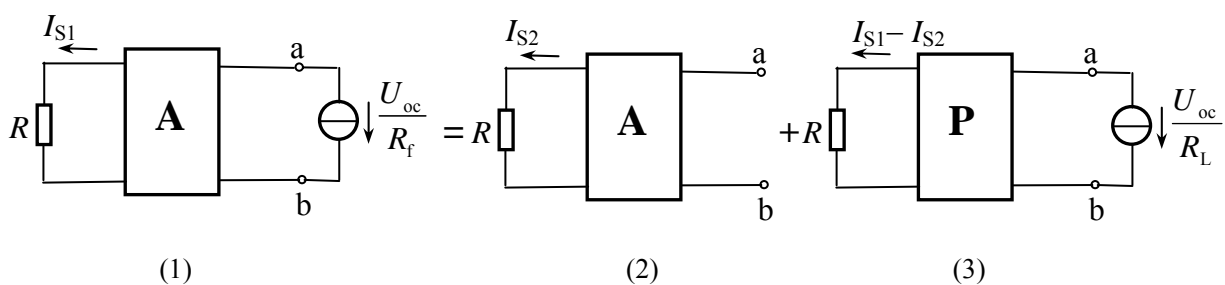 I_S1 a I_S2 a I_S1 − I_S2 a
R A U_oc/R_f = R A + R P U_oc/R_L
b b b
(1) (2) (3)